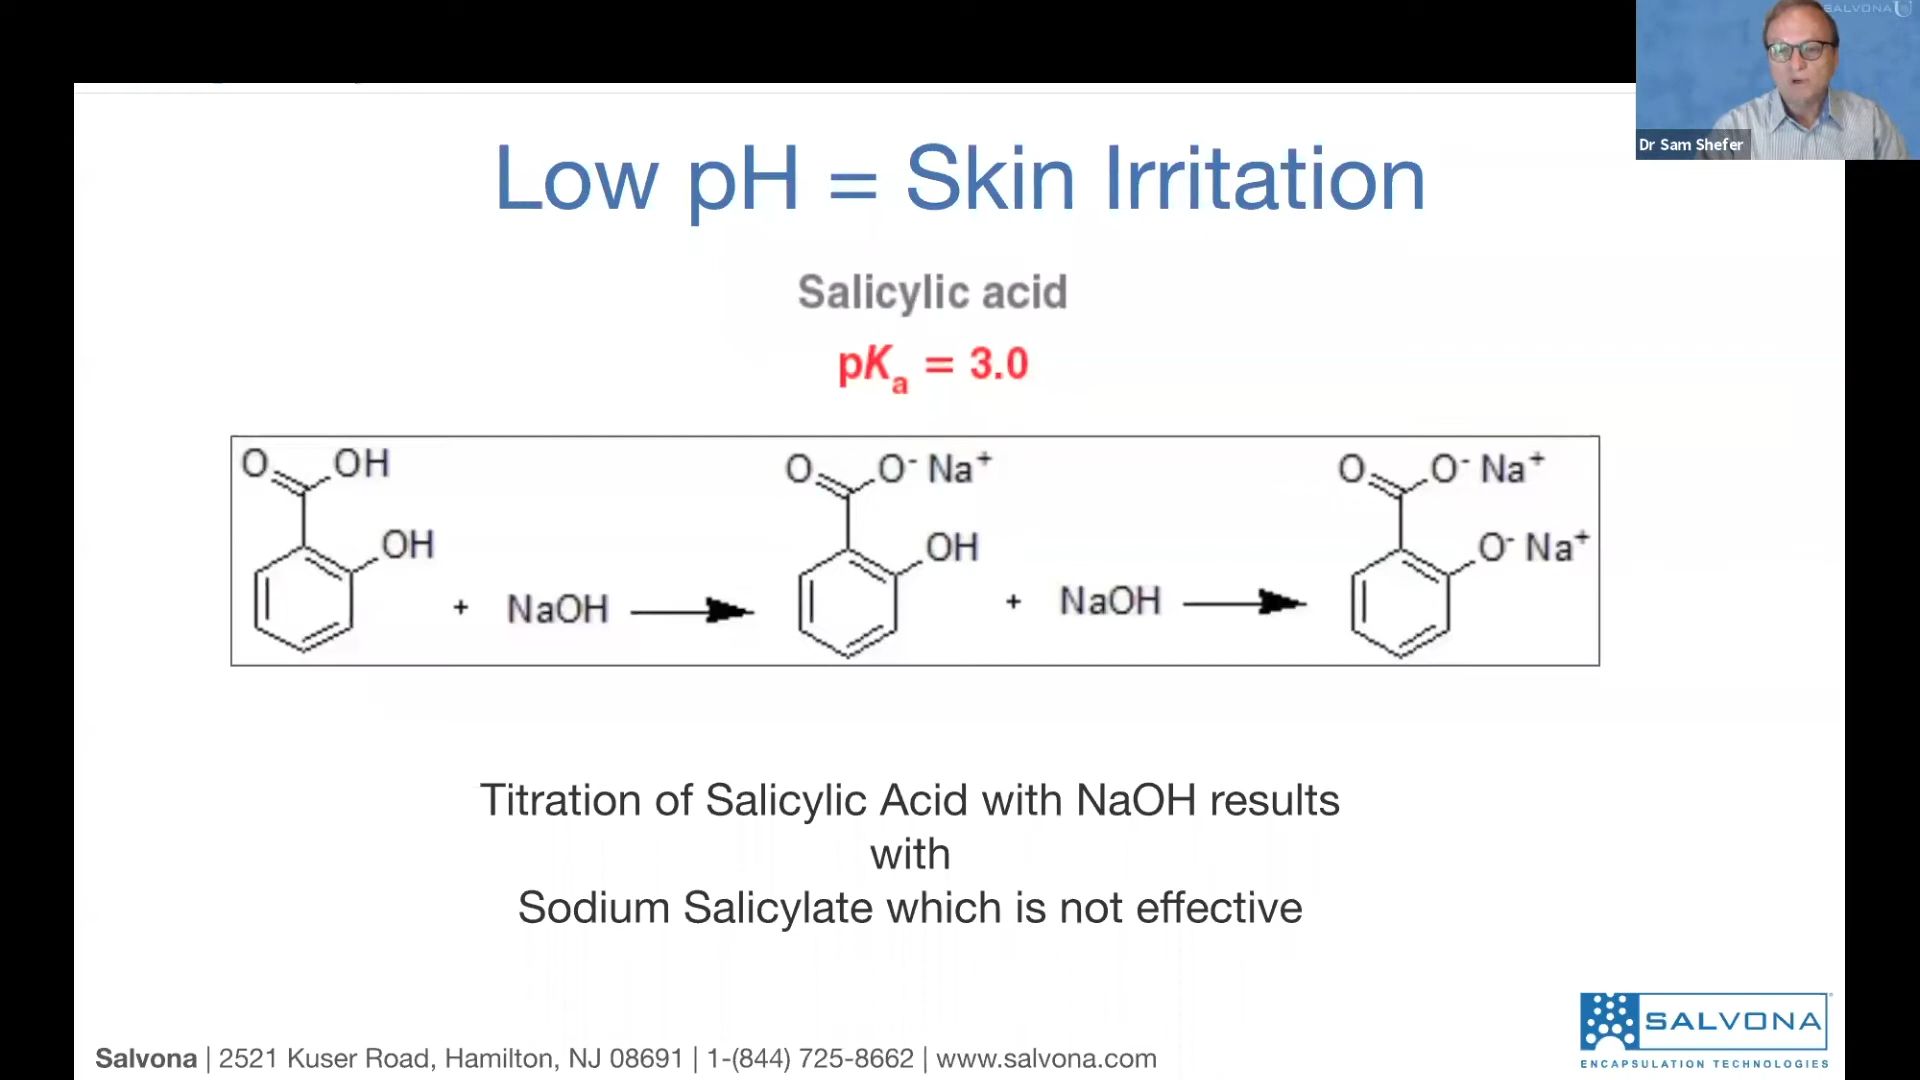 SALVONA
Dr Sam Shefer
Low pH = Skin Irritation
Salicylic acid
pKa = 3.0
O OH
OH
+ NaOH
O O- Na+
OH
+ NaOH
O O- Na+
O- Na+
Titration of Salicylic Acid with NaOH results
with
Sodium Salicylate which is not effective
SALVONA
ENCAPSULATION TECHNOLOGIES
Salvona | 2521 Kuser Road, Hamilton, NJ 08691 | 1-(844) 725-8662 | www.salvona.com